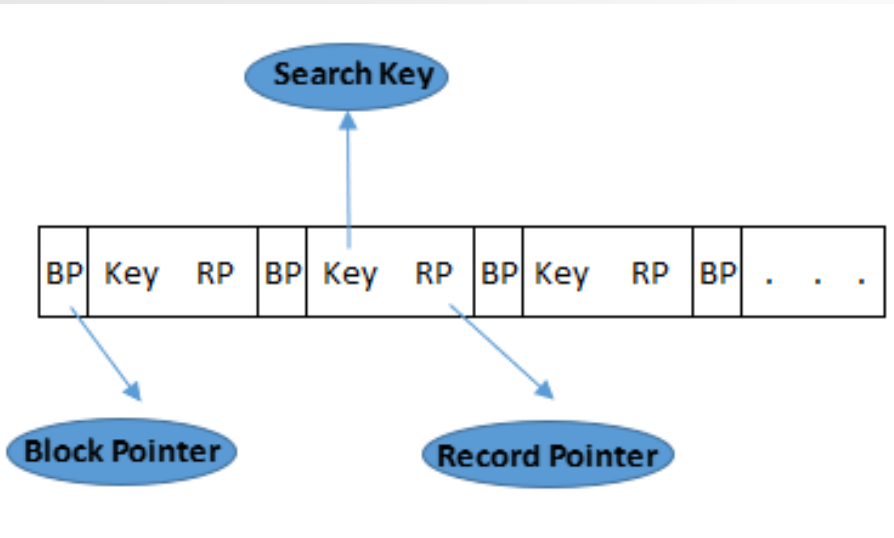 Search Key
BP Key RP BP Key RP BP Key RP BP . . .
Block Pointer
Record Pointer